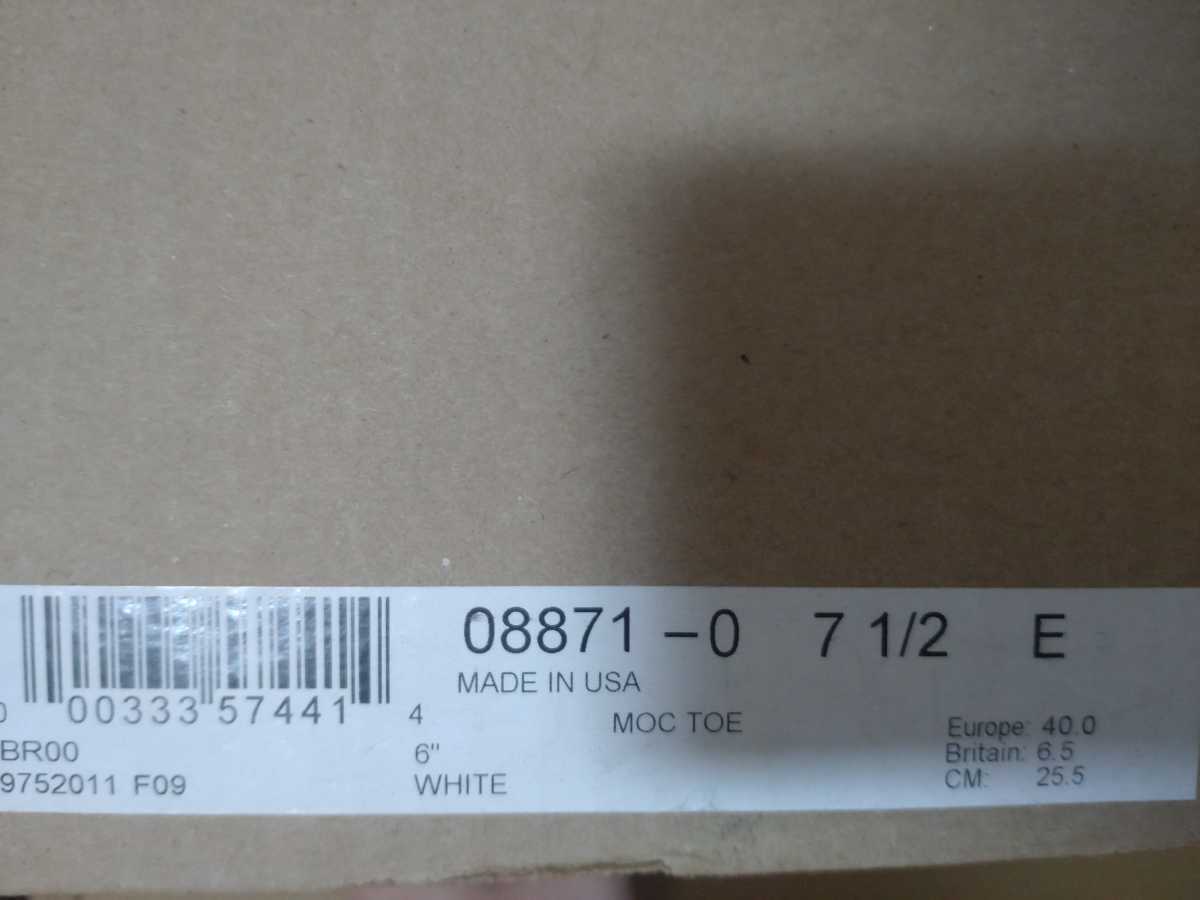 08871 – 0 7 1/2 E
MADE IN USA
0 00333 57441 4
MOC TOE
BR00
6"
9752011 F09
WHITE
Europe: 40.0
Britain: 6.5
CM: 25.5